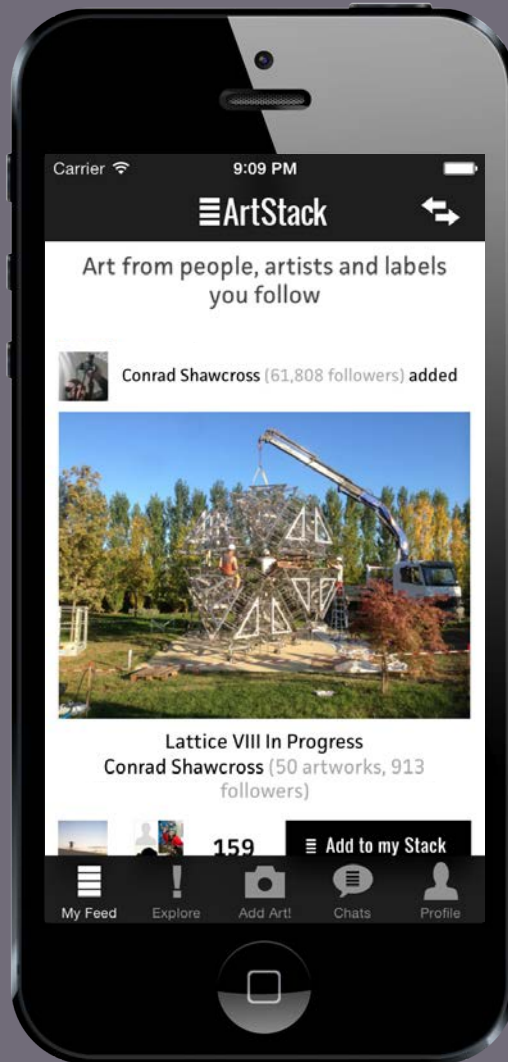 Carrier
9:09 PM
ArtStack
Art from people, artists and labels
you follow
Conrad Shawcross (61,808 followers) added
Lattice VIII In Progress
Conrad Shawcross (50 artworks, 913
followers)
159
Add to my Stack
My Feed
Explore
Add Art!
Chats
Profile